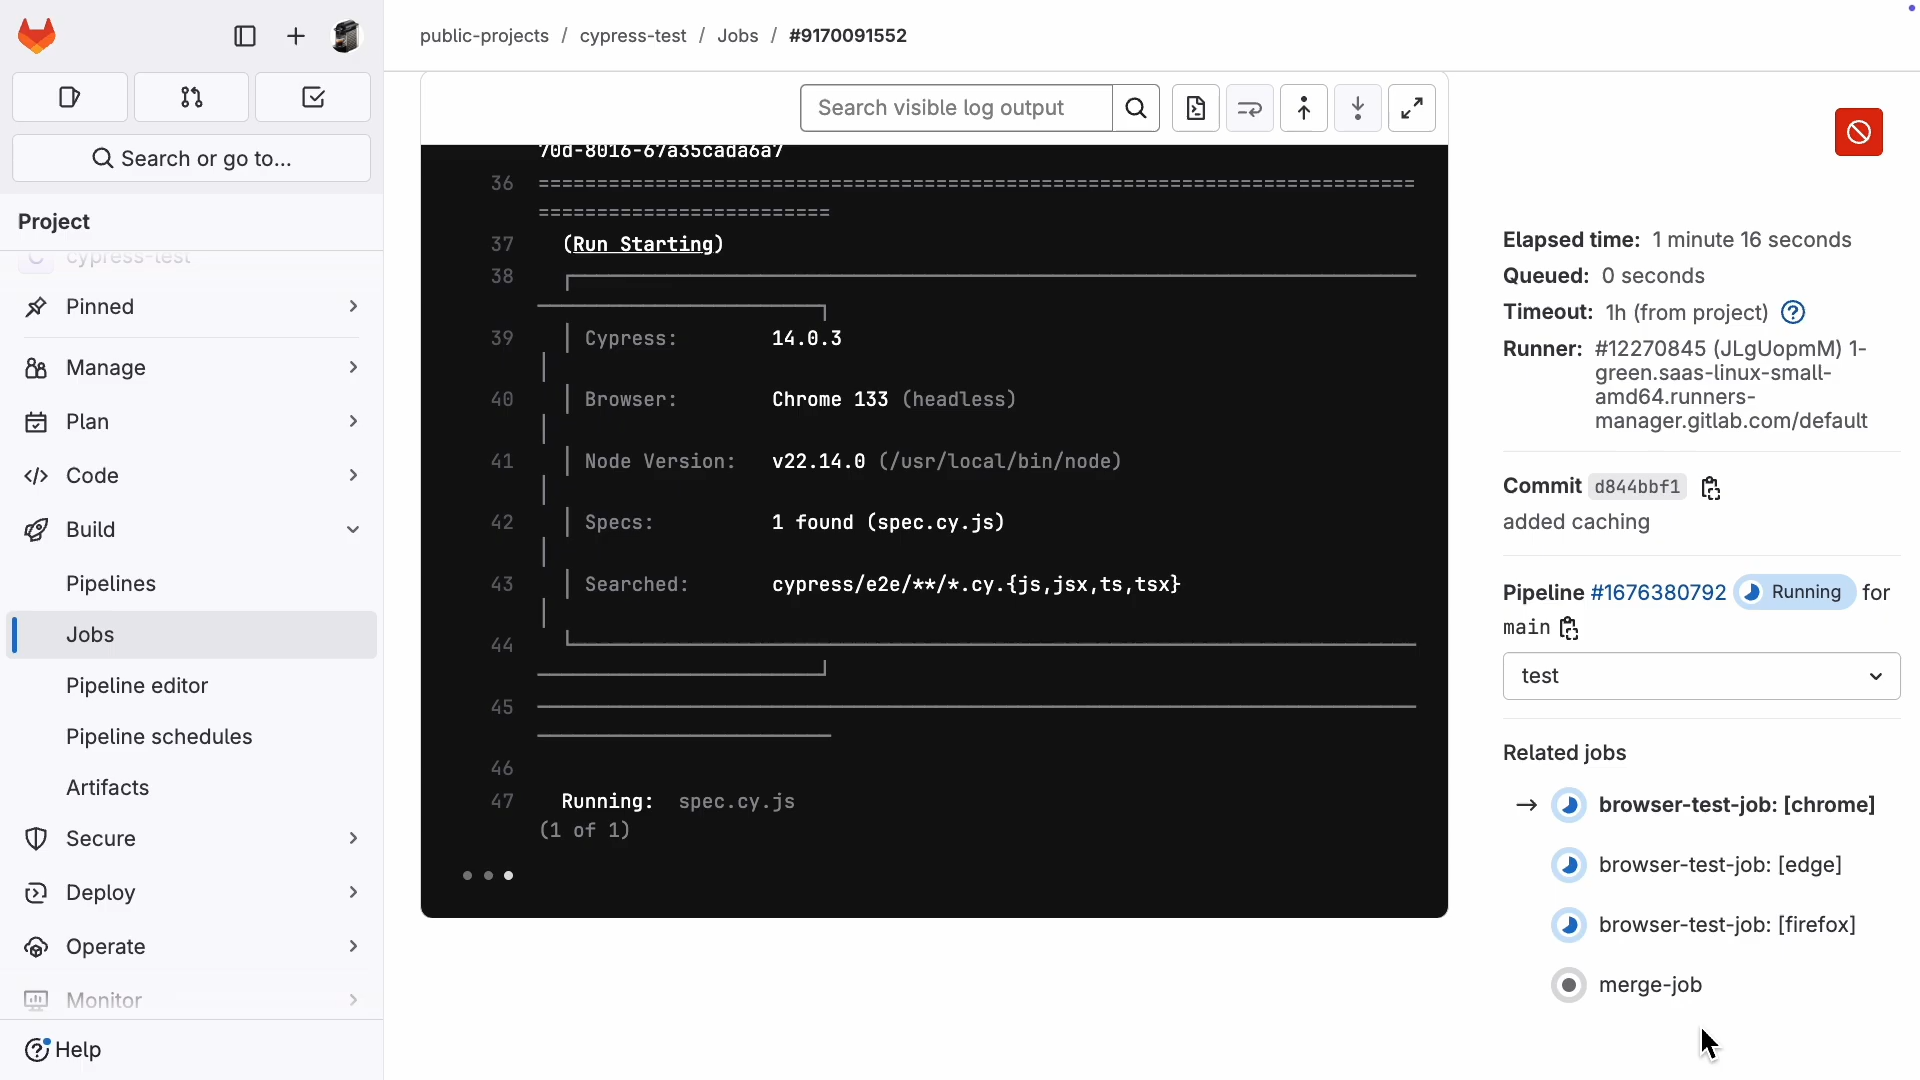 public-projects / cypress-test / Jobs / #9170091552
Search or go to...
Project
cypress-test
Pinned
Manage
Plan
Code
Build
Pipelines
Jobs
Pipeline editor
Pipeline schedules
Artifacts
Secure
Deploy
Operate
Monitor
Help
Search visible log output
70d-8016-67a35cada6a7
36 ===========================================================================
=========================
37 (Run Starting)
38
39 Cypress: 14.0.3
40 Browser: Chrome 133 (headless)
41 Node Version: v22.14.0 (/usr/local/bin/node)
42 Specs: 1 found (spec.cy.js)
43 Searched: cypress/e2e/**/*.cy.{js,jsx,ts,tsx}
44
45
46
47 Running: spec.cy.js
(1 of 1)
Elapsed time: 1 minute 16 seconds
Queued: 0 seconds
Timeout: 1h (from project)
Runner: #12270845 (JLgUopmM) 1-
green.saas-linux-small-
amd64.runners-
manager.gitlab.com/default
Commit d844bbf1
added caching
Pipeline #1676380792 Running for
main
test
Related jobs
→ browser-test-job: [chrome]
browser-test-job: [edge]
browser-test-job: [firefox]
merge-job